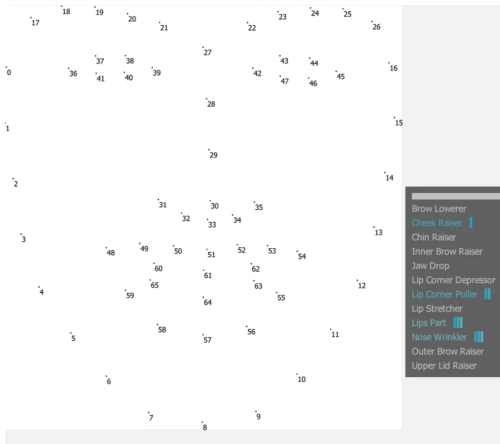 18 19 20 23 24 25
17 21 22 26
27
37 38 43 44
0 36 41 40 39 42 47 46 45 16
28
1 15
29
2 14
31 30 35
32 33 34
3 13
48 49 50 51 52 53 54
60 61 62
4 59 65 64 63 55 12
58 57 56 11
5
6 10
7 8 9
Brow Lowerer
Cheek Raiser
Chin Raiser
Inner Brow Raiser
Jaw Drop
Lip Corner Depressor
Lip Corner Puller
Lip Stretcher
Lips Part
Nose Wrinkler
Outer Brow Raiser
Upper Lid Raiser